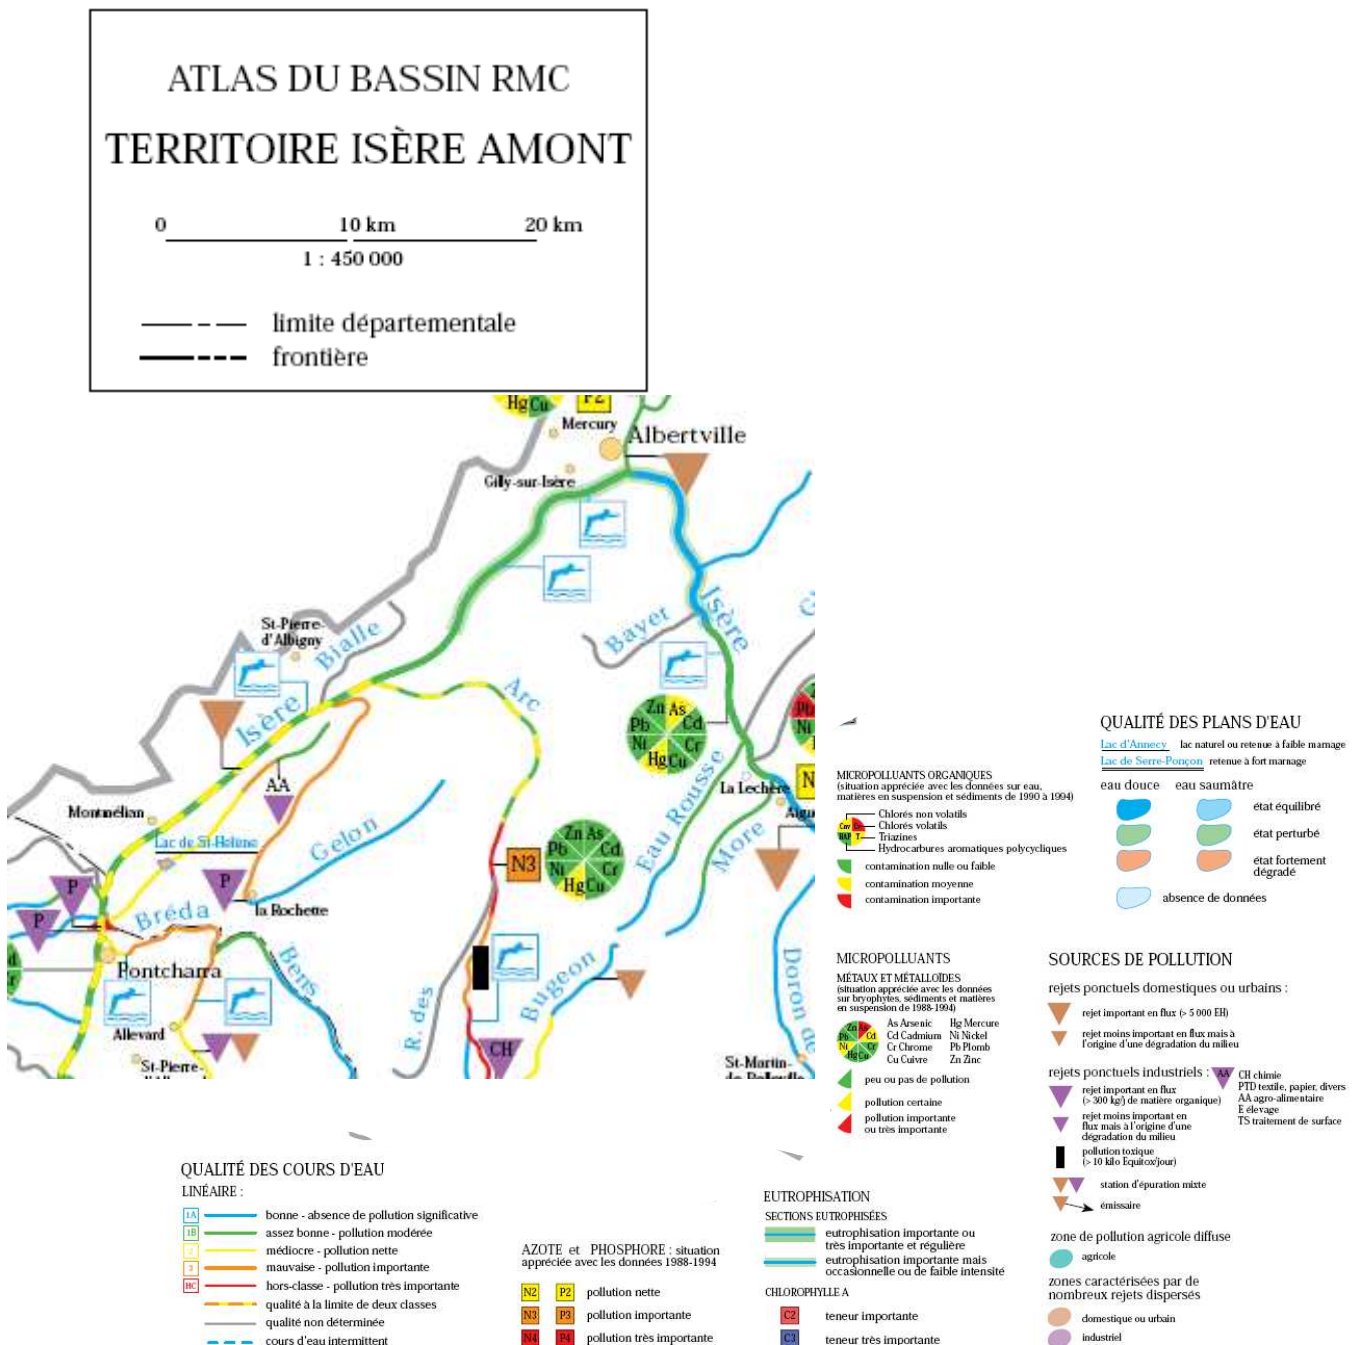 ATLAS DU BASSIN RMC
TERRITOIRE ISÈRE AMONT
0 10 km 20 km
1 : 450 000
limite départementale
frontière
Hg Cu
P2
Mercury
Albertville
Gilly-sur-Isère
St-Pierre-
d'Albigny
Bialle
Isère
Bayet
Isère
Arc
Zn As
Pb Cd
Ni Cr
Hg Cu
Pb
Ni
Eau Rousse
La Léchère
N
Aigu
AA
Montmélian
Lac de St-Hélène
Gelon
More
Zn As
Pb Cd
Ni Cr
Hg Cu
N3
P
P
P
Bréda
la Rochette
Pontcharra
Bens
Bugeon
R. des
Doron de
Allevard
St-Pierre-
CH
St-Martin-
QUALITÉ DES PLANS D'EAU
Lac d'Annecy lac naturel ou retenue à faible marnage
Lac de Serre-Ponçon retenue à fort marnage
eau douce eau saumâtre
état équilibré
état perturbé
état fortement
dégradé
absence de données
MICROPOLLUANTS ORGANIQUES
(situation appréciée avec les données sur eau,
matières en suspension et sédiments de 1990 à 1994)
Chlorés non volatils
Chlorés volatils
Triazines
Hydrocarbures aromatiques polycycliques
contamination nulle ou faible
contamination moyenne
contamination importante
MICROPOLLUANTS
MÉTAUX ET MÉTALLOÏDES
(situation appréciée avec les données
sur bryophytes, sédiments et matières
en suspension de 1988-1994)
Zn As
Pb Cd
Ni Cr
Hg Cu
As Arsenic Hg Mercure
Cd Cadmium Ni Nickel
Cr Chrome Pb Plomb
Cu Cuivre Zn Zinc
peu ou pas de pollution
pollution certaine
pollution importante
ou très importante
SOURCES DE POLLUTION
rejets ponctuels domestiques ou urbains :
rejet important en flux (> 5 000 EH)
rejet moins important en flux mais à
l'origine d'une dégradation du milieu
rejets ponctuels industriels :
rejet important en flux
(> 300 kg/j de matière organique)
rejet moins important en
flux mais à l'origine d'une
dégradation du milieu
AA CH chimie
PTD textile, papier, divers
AA agro-alimentaire
E élevage
TS traitement de surface
pollution toxique
(> 10 kilo Equitox/jour)
station d'épuration mixte
émissaire
zone de pollution agricole diffuse
agricole
zones caractérisées par de
nombreux rejets dispersés
domestique ou urbain
industriel
QUALITÉ DES COURS D'EAU
LINÉAIRE :
1A bonne - absence de pollution significative
1B assez bonne - pollution modérée
2 médiocre - pollution nette
3 mauvaise - pollution importante
HC hors-classe - pollution très importante
qualité à la limite de deux classes
qualité non déterminée
cours d'eau intermittent
AZOTE et PHOSPHORE : situation
appréciée avec les données 1988-1994
N2 P2 pollution nette
N3 P3 pollution importante
N4 P4 pollution très importante
EUTROPHISATION
SECTIONS EUTROPHISÉES
eutrophisation importante ou
très importante et régulière
eutrophisation importante mais
occasionnelle ou de faible intensité
CHLOROPHYLLE A
C2 teneur importante
C3 teneur très importante